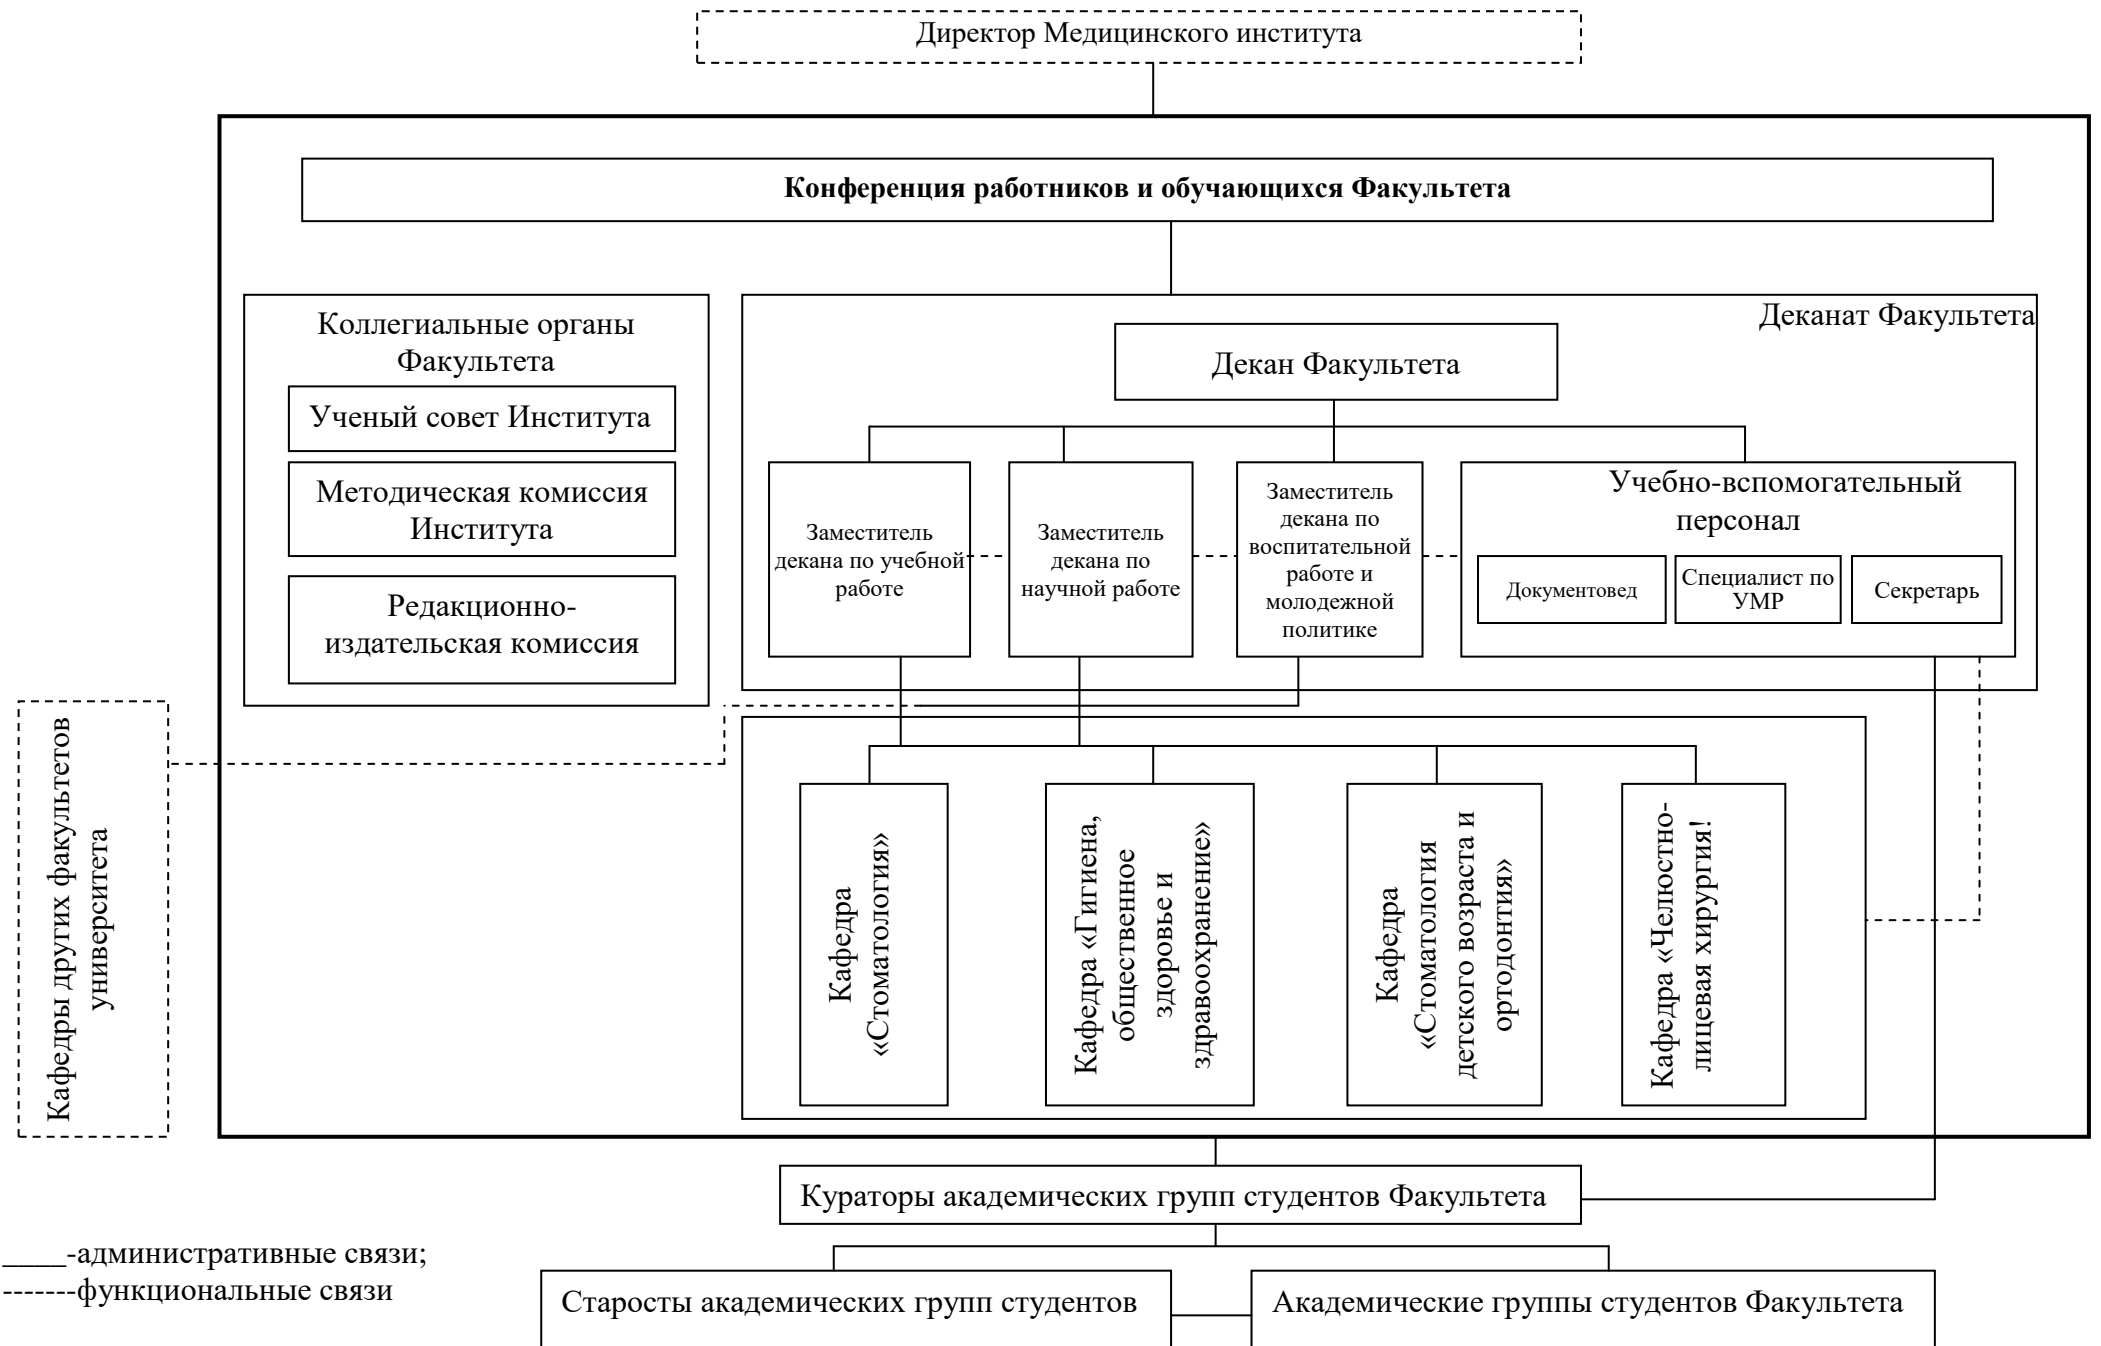 Директор Медицинского института
Конференция работников и обучающихся Факультета
Коллегиальные органы
Факультета
Ученый совет Института
Методическая комиссия
Института
Редакционно-
издательская комиссия
Деканат Факультета
Декан Факультета
Заместитель
декана по учебной
работе
Заместитель
декана по
научной работе
Заместитель
декана по
воспитательной
работе и
молодежной
политике
Учебно-вспомогательный
персонал
Документовед
Специалист по
УМР
Секретарь
Кафедры других факультетов
университета
Кафедра
«Стоматология»
Кафедра «Гигиена,
общественное
здоровье и
здравоохранение»
Кафедра
«Стоматология
детского возраста и
ортодонтия»
Кафедра «Челюстно-
лицевая хирургия!
Кураторы академических групп студентов Факультета
____-административные связи;
-------функциональные связи
Старосты академических групп студентов
Академические группы студентов Факультета